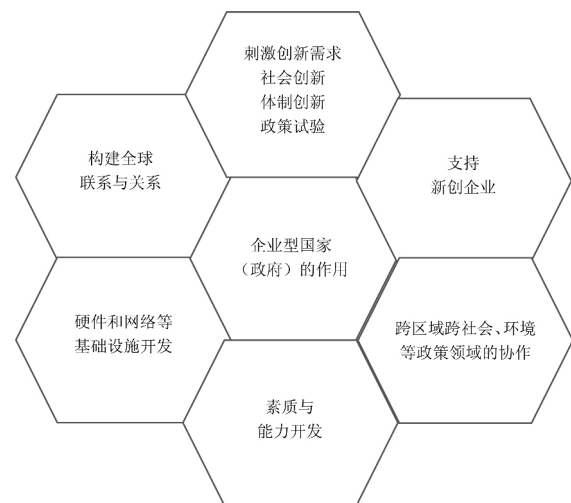 刺激创新需求
社会创新
体制创新
政策试验
构建全球
联系与关系
支持
新创企业
企业型国家
（政府）的作用
硬件和网络等
基础设施开发
跨区域跨社会、环境
等政策领域的协作
素质与
能力开发